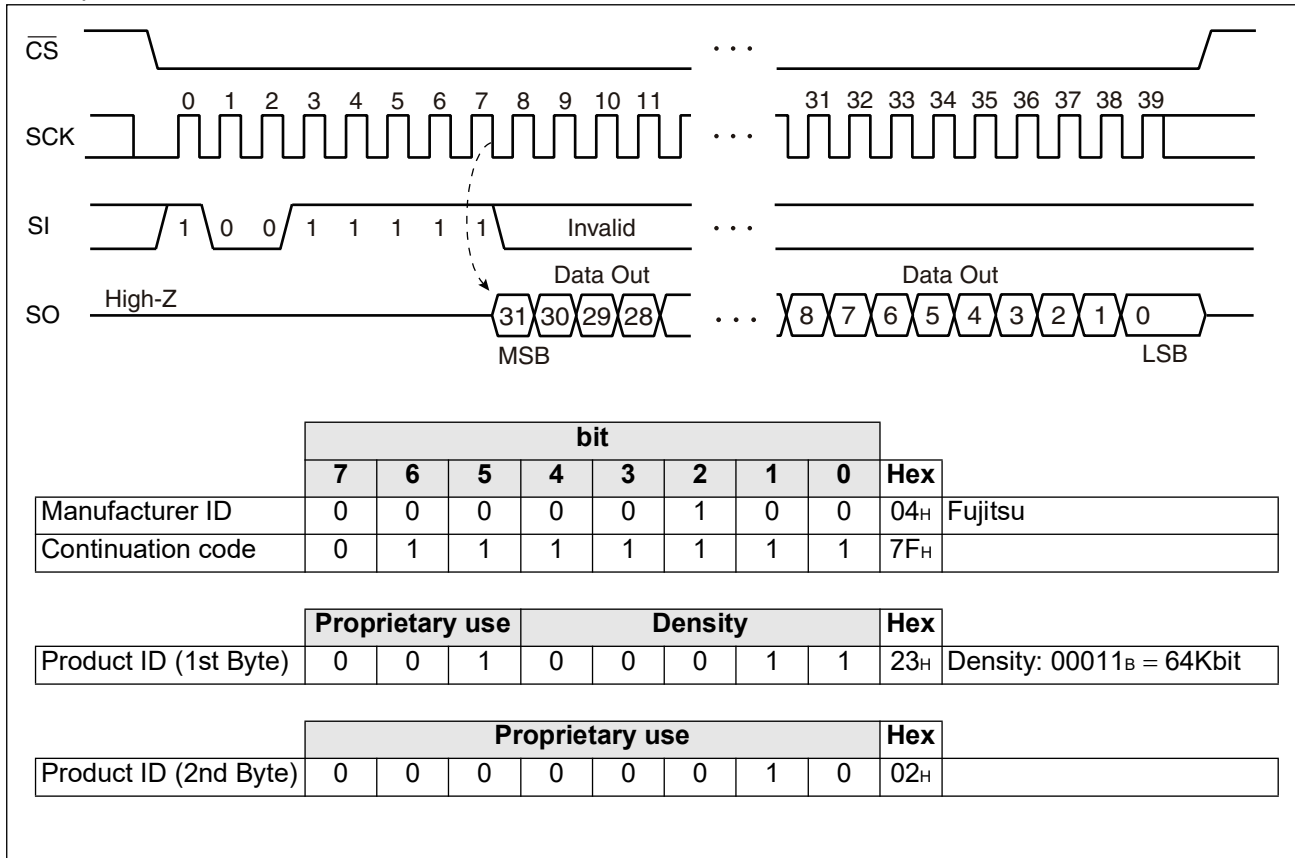 CS
. . .
0 1 2 3 4 5 6 7 8 9 10 11 31 32 33 34 35 36 37 38 39
SCK . . .
SI 1 0 0 1 1 1 1 1 Invalid . . .
Data Out Data Out
High-Z
SO 31 30 29 28 . . . 8 7 6 5 4 3 2 1 0
MSB LSB
bit
7 6 5 4 3 2 1 0 Hex
Manufacturer ID 0 0 0 0 0 1 0 0 04H Fujitsu
Continuation code 0 1 1 1 1 1 1 1 7FH
Proprietary use Density Hex
Product ID (1st Byte) 0 0 1 0 0 0 1 1 23H Density: 00011B = 64Kbit
Proprietary use Hex
Product ID (2nd Byte) 0 0 0 0 0 0 1 0 02H